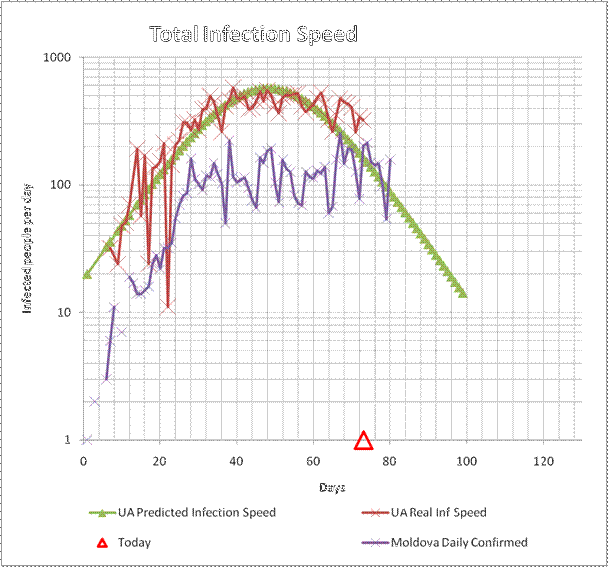 Total Infection Speed
1000
100
10
1
Infected people per day
0 20 40 60 80 100 120
Days
UA Predicted Infection Speed UA Real Inf Speed
Today Moldova Daily Confirmed